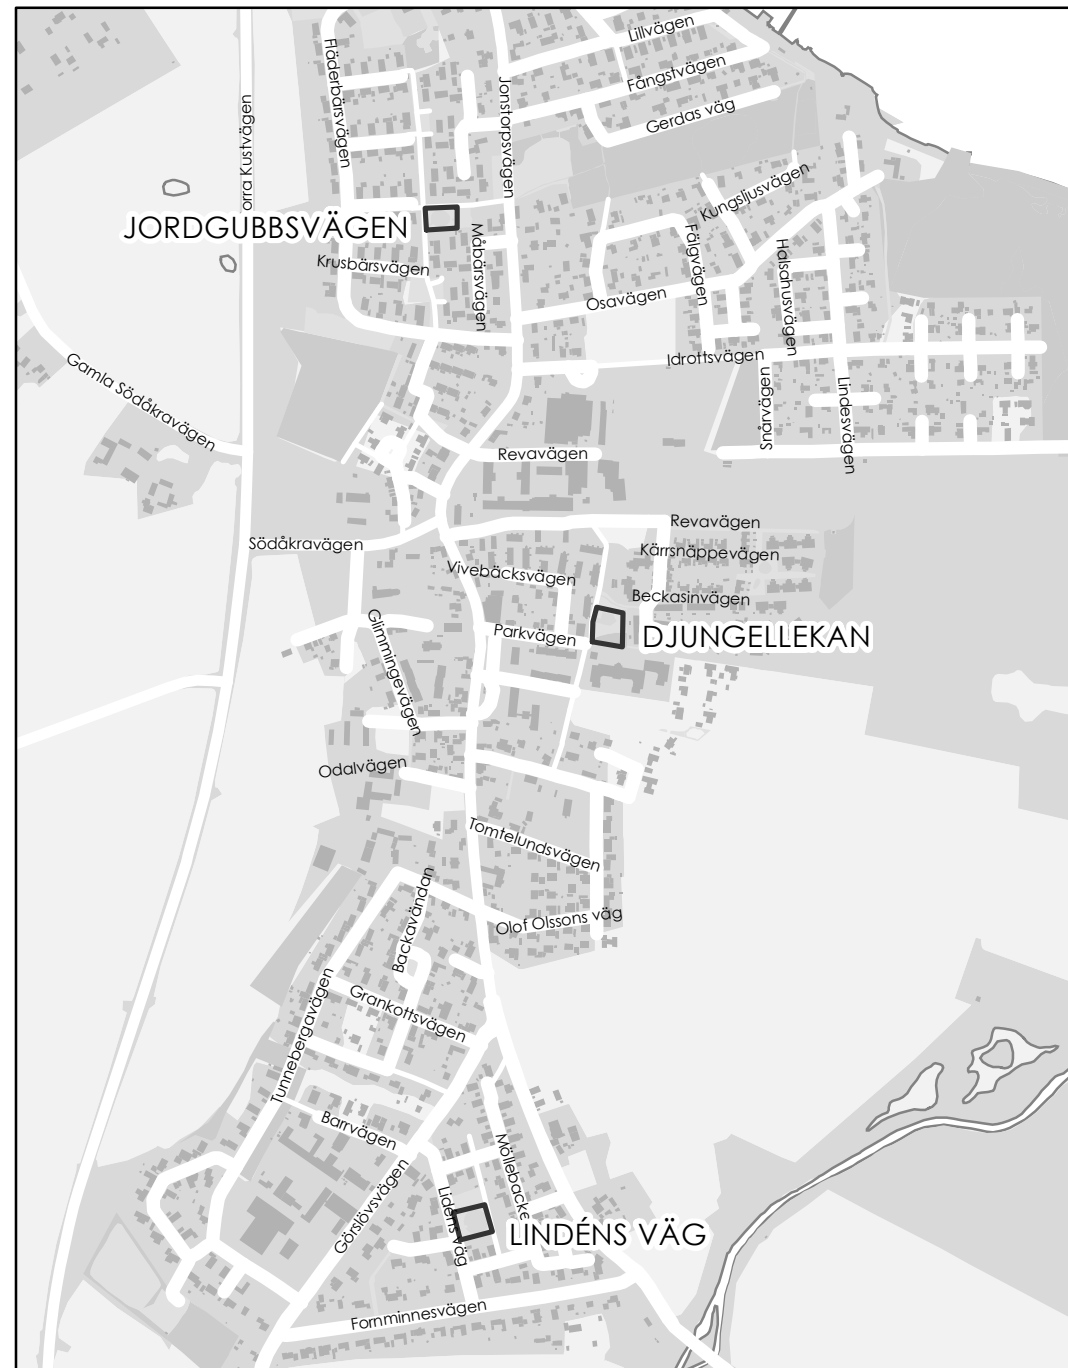 Lillvägen
Fläderbärsvägen
Fångstvägen
Jonstorpsvägen
orra Kustvägen
Gerdas väg
Kungsljusvägen
JORDGUBBSVÄGEN
Måbärsvägen
Fälgvägen
Halsahusvägen
Krusbärsvägen
Osavägen
Idrottsvägen
Gamla Södåkravägen
Snårvägen
Lindesvägen
Revavägen
Revavägen
Södåkravägen
Kärrsnäppevägen
Vivebäcksvägen
Beckasinvägen
Glimmingevägen
Parkvägen
DJUNGELLEKAN
Odalvägen
Tomtelundsvägen
Backavändan
Olof Olssons väg
Grankottsvägen
Tunnebergavägen
Barrvägen
Möllebacke
Görslövsvägen
Lidéns väg
LINDÉNS VÄG
Fornminnesvägen